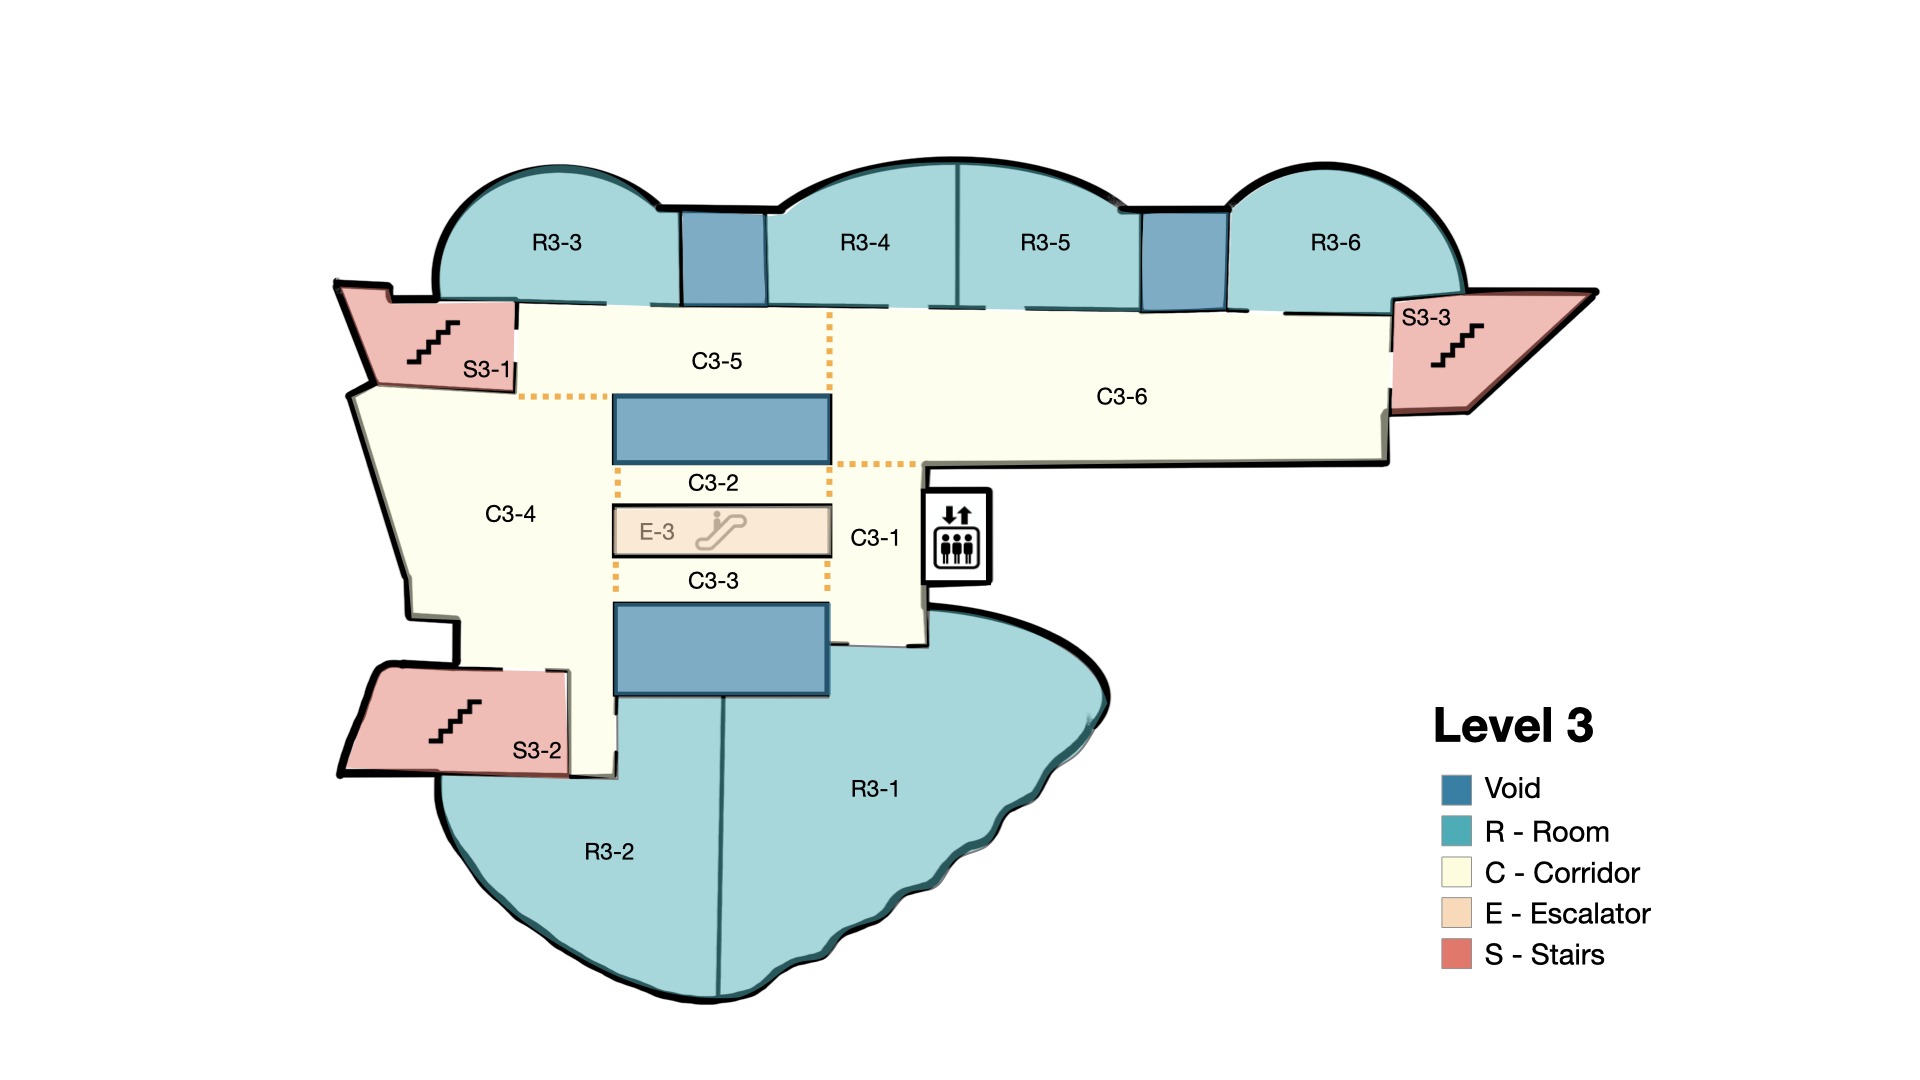 R3-3
R3-4
R3-5
R3-6
S3-3
S3-1
C3-5
C3-6
C3-2
C3-4
E-3
C3-1
C3-3
S3-2
R3-1
R3-2
Level 3
Void
R - Room
C - Corridor
E - Escalator
S - Stairs